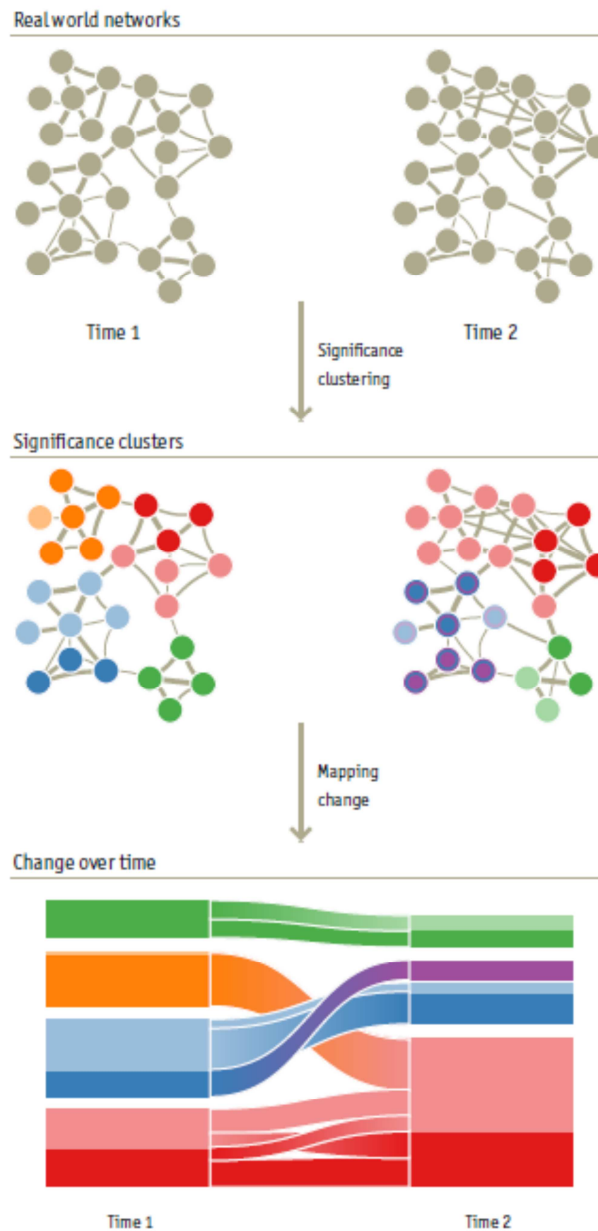 Real world networks
Time 1
Time 2
Significance
clustering
Significance clusters
Mapping
change
Change over time
Time 1
Time 2